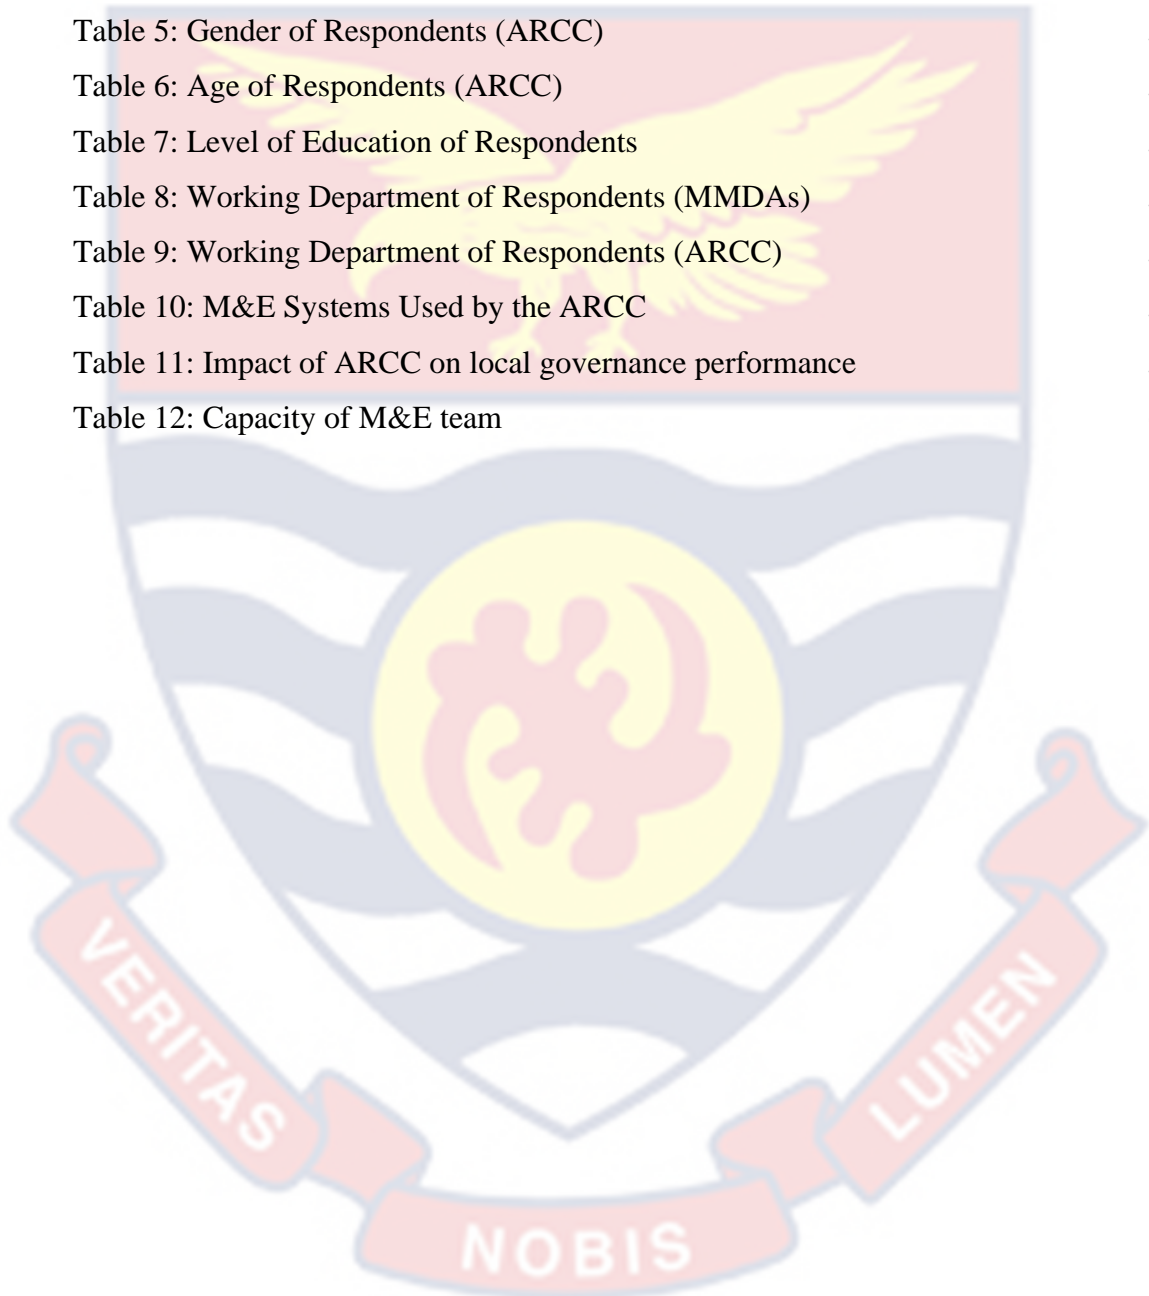 Table 5: Gender of Respondents (ARCC)
Table 6: Age of Respondents (ARCC)
Table 7: Level of Education of Respondents
Table 8: Working Department of Respondents (MMDAs)
Table 9: Working Department of Respondents (ARCC)
Table 10: M&E Systems Used by the ARCC
Table 11: Impact of ARCC on local governance performance
Table 12: Capacity of M&E team
VERITAS
NOBIS
LUMEN